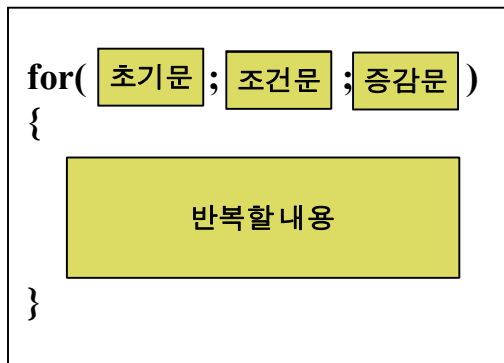 for( 초기문 ; 조건문 ; 증감문 )
{
반복할 내용
}